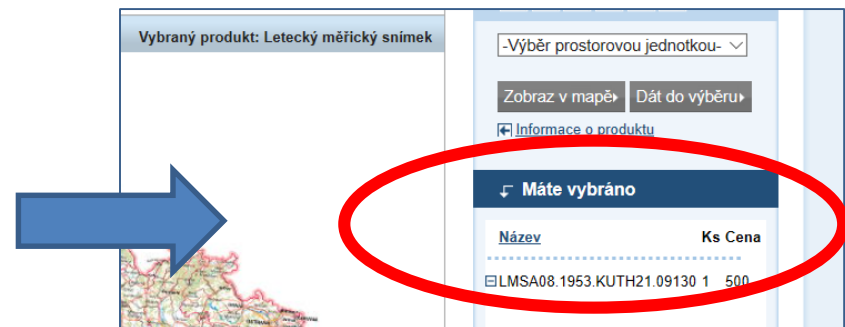 Vybraný produkt: Letecký měřický snímek
-Výběr prostorovou jednotkou-
Zobraz v mapě
Dát do výběru
Informace o produktu
Máte vybráno
Název Ks Cena
LMSA08.1953.KUTH21.09130 1 500